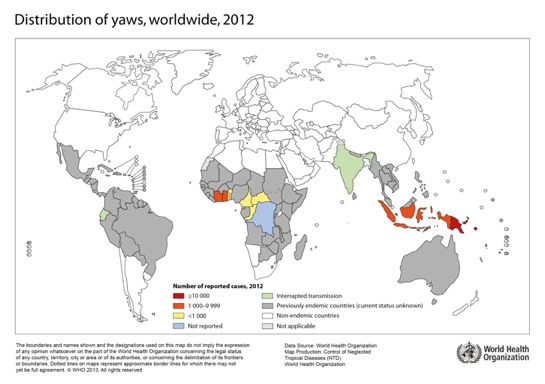 Distribution of yaws, worldwide, 2012
Number of reported cases, 2012
≥10 000
1 000–9 999
<1 000
Not reported
Interrapted transmission
Previously endemic countries (current status unknown)
Non-endemic countries
Not applicable
The boundaries and names shown and the designations used on this map do not imply the expression
of any opinion whatsoever on the part of the World Health Organization concerning the legal status
of any country, territory, city or area or of its authorities, or concerning the delimitation of its frontiers
or boundaries. Dotted lines on maps represent approximate border lines for which there may not
yet be full agreement. © WHO 2013. All rights reserved
Data Source: World Health Organization
Map Production: Control of Neglected
Tropical Diseases (NTD)
World Health Organization
World Health
Organization